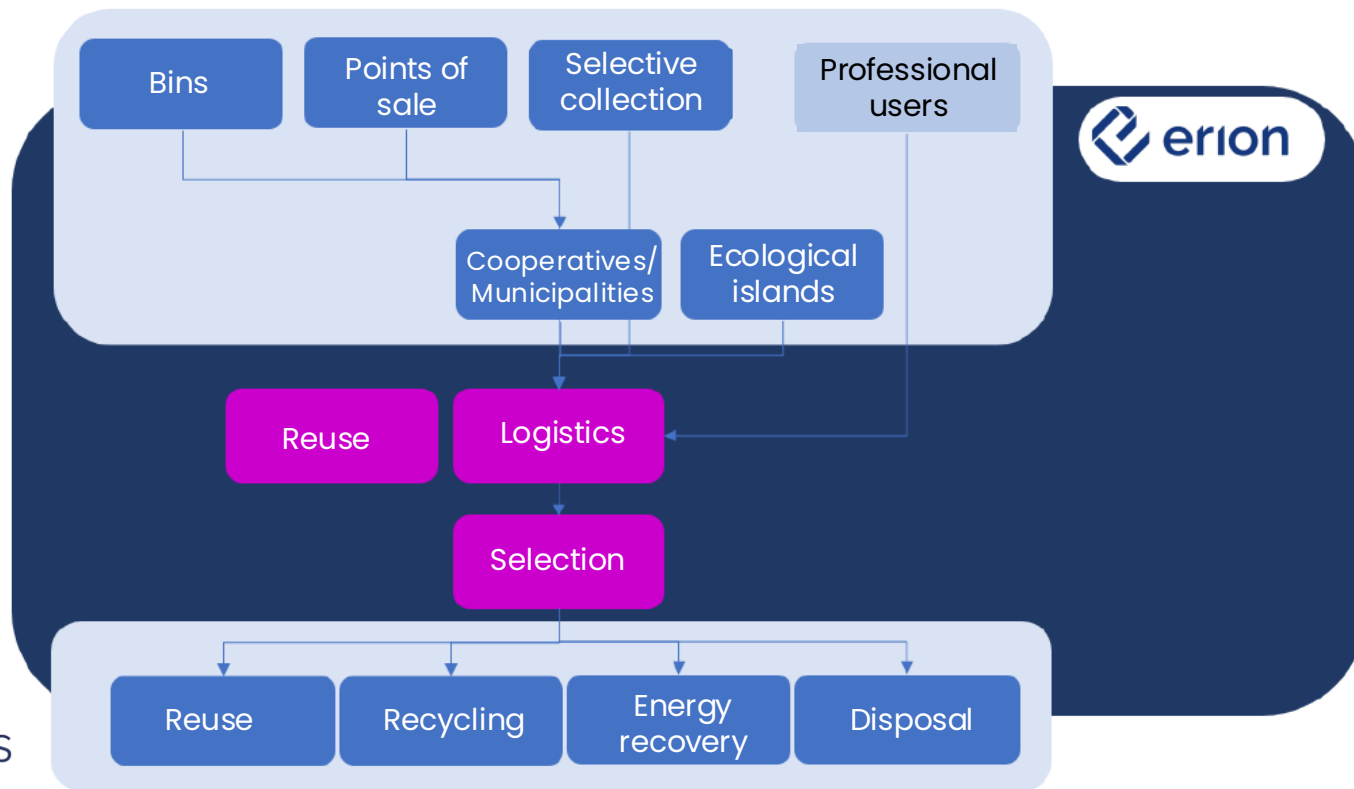 Bins
Points of
sale
Selective
collection
Professional
users
erıon
Cooperatives/
Municipalities
Ecological
islands
Reuse
Logistics
Selection
Reuse
Recycling
Energy
recovery
Disposal
S